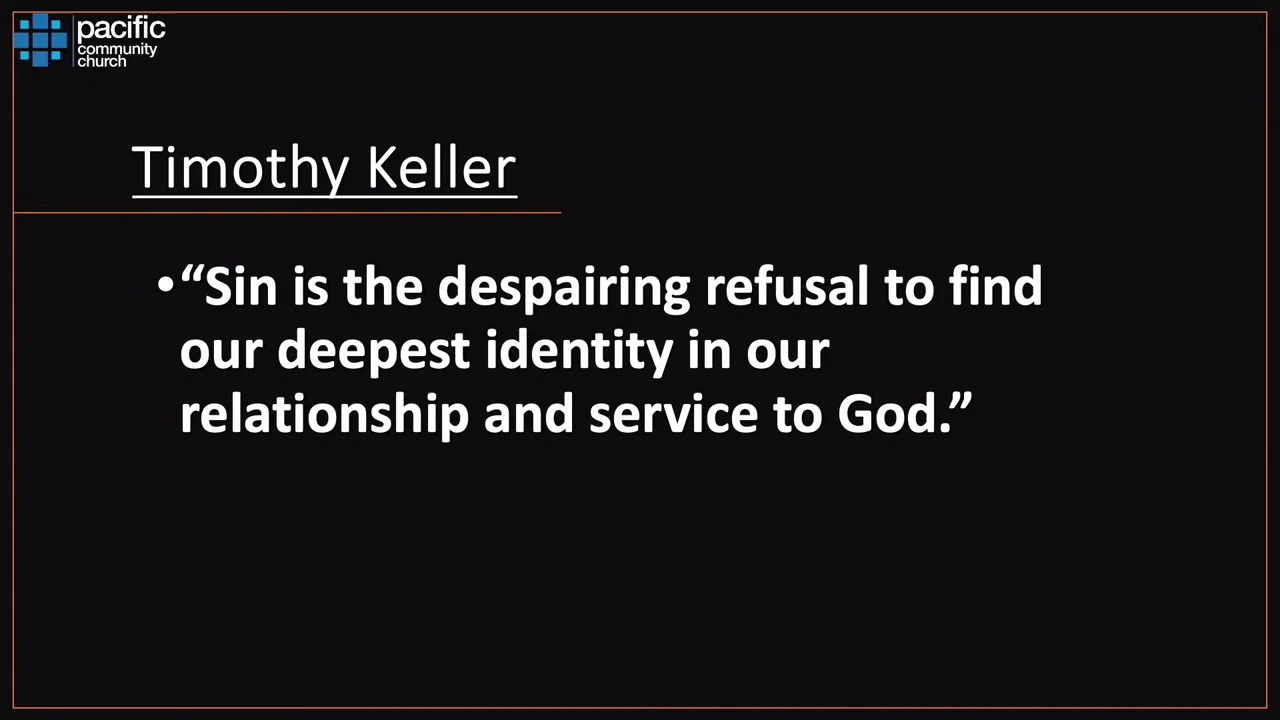 pacific
community
church
Timothy Keller
•“Sin is the despairing refusal to find
our deepest identity in our
relationship and service to God.”